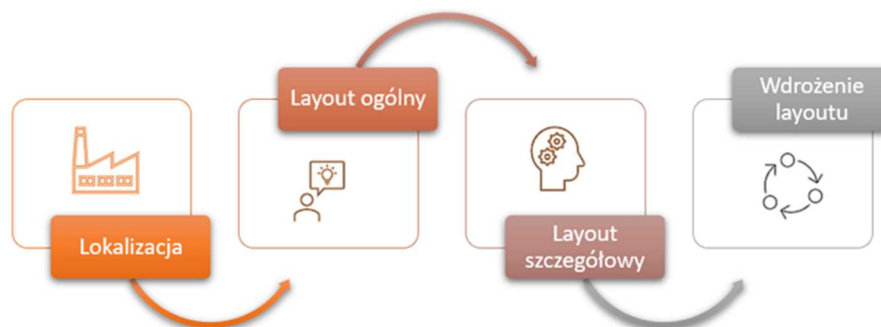 Lokalizacja
Layout ogólny
Layout
szczegółowy
Wdrożenie
layoutu